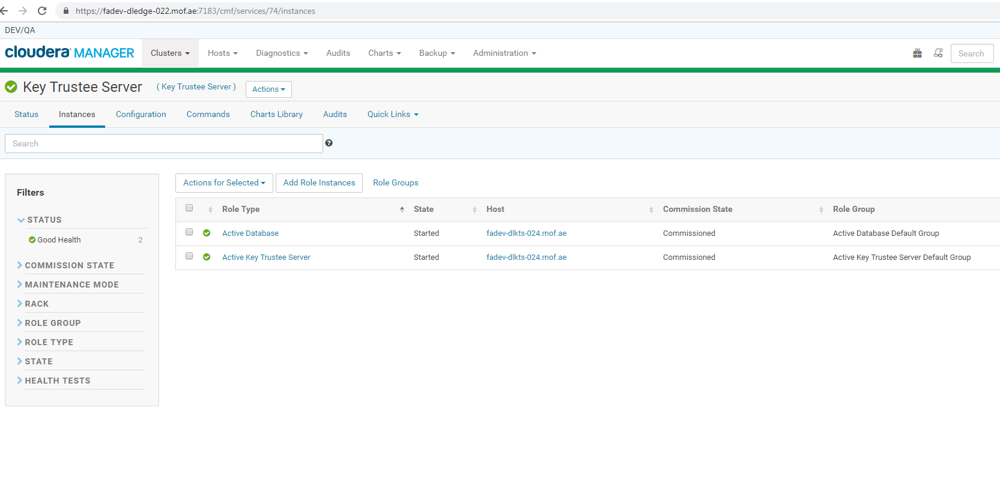 https://fadev-dledge-022.mof.ae:7183/cmf/services/74/instances
DEV/QA
cloudera MANAGER Clusters Hosts Diagnostics Audits Charts Backup Administration Search
Key Trustee Server ( Key Trustee Server ) Actions
Status Instances Configuration Commands Charts Library Audits Quick Links
Search
Filters
STATUS
Good Health 2
COMMISSION STATE
MAINTENANCE MODE
RACK
ROLE GROUP
ROLE TYPE
STATE
HEALTH TESTS
Actions for Selected Add Role Instances Role Groups
Role Type State Host Commission State Role Group
Active Database Started fadev-dlkts-024.mof.ae Commissioned Active Database Default Group
Active Key Trustee Server Started fadev-dlkts-024.mof.ae Commissioned Active Key Trustee Server Default Group